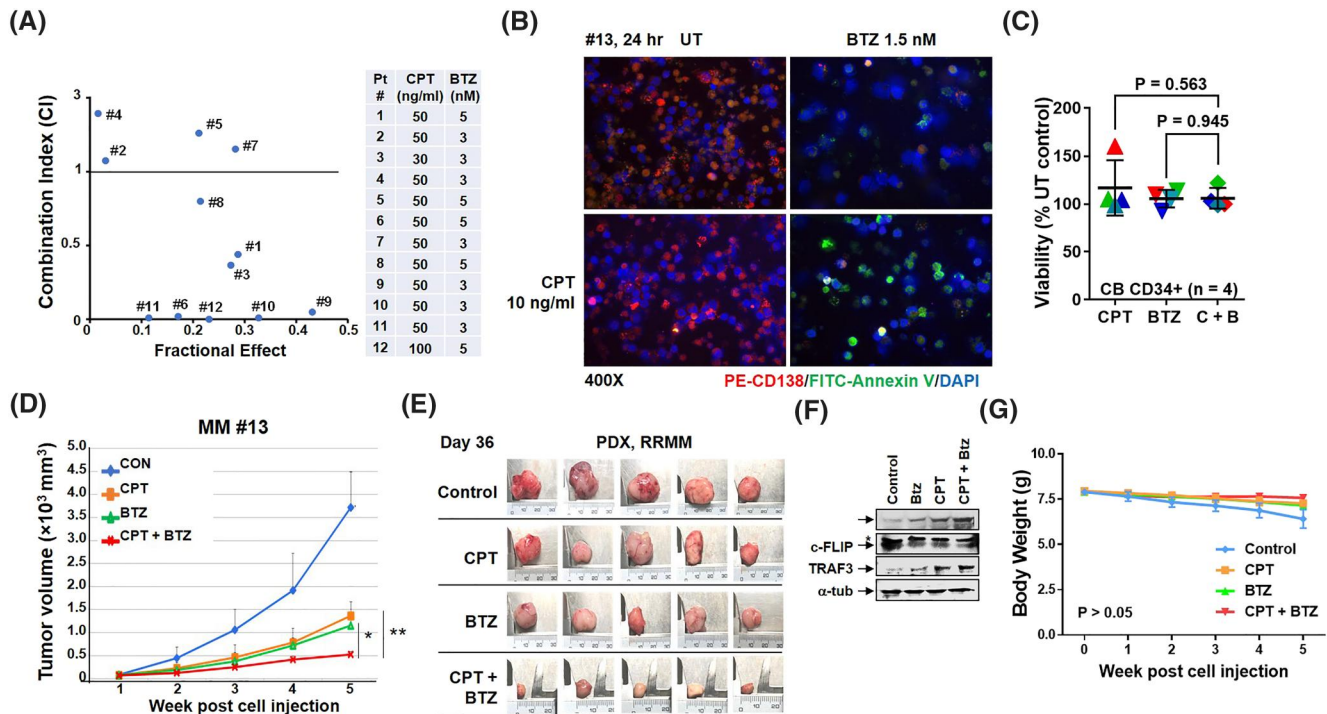 (A)
Combination Index (CI)
3
1
0.5
0
#4
#2
#5
#7
#8
#1
#3
#11
#6
#12
#10
#9
0 0.1 0.2 0.3 0.4 0.5
Fractional Effect
Pt # CPT (ng/ml) BTZ (nM)
1 50 5
2 50 3
3 30 3
4 50 3
5 50 5
6 50 5
7 50 3
8 50 5
9 50 3
10 50 3
11 50 3
12 100 5
(B)
#13, 24 hr UT BTZ 1.5 nM
CPT
10 ng/ml
400X PE-CD138/FITC-Annexin V/DAPI
(C)
P = 0.563
P = 0.945
Viability (% UT control)
200
150
100
50
0
CB CD34+ (n = 4)
CPT BTZ C + B
(D)
MM #13
Tumor volume (×10³ mm³)
5.0
4.5
4.0
3.5
3.0
2.5
2.0
1.5
1.0
0.5
0.0
CON
CPT
BTZ
CPT + BTZ
*
**
1 2 3 4 5
Week post cell injection
(E)
Day 36 PDX, RRMM
Control
CPT
BTZ
CPT +
BTZ
(F)
Control
Btz
CPT
CPT + Btz
*
c-FLIP
TRAF3
α-tub
(G)
Body Weight (g)
10.0
7.5
5.0
2.5
0.0
Control
CPT
BTZ
CPT + BTZ
P > 0.05
0 1 2 3 4 5
Week post cell injection